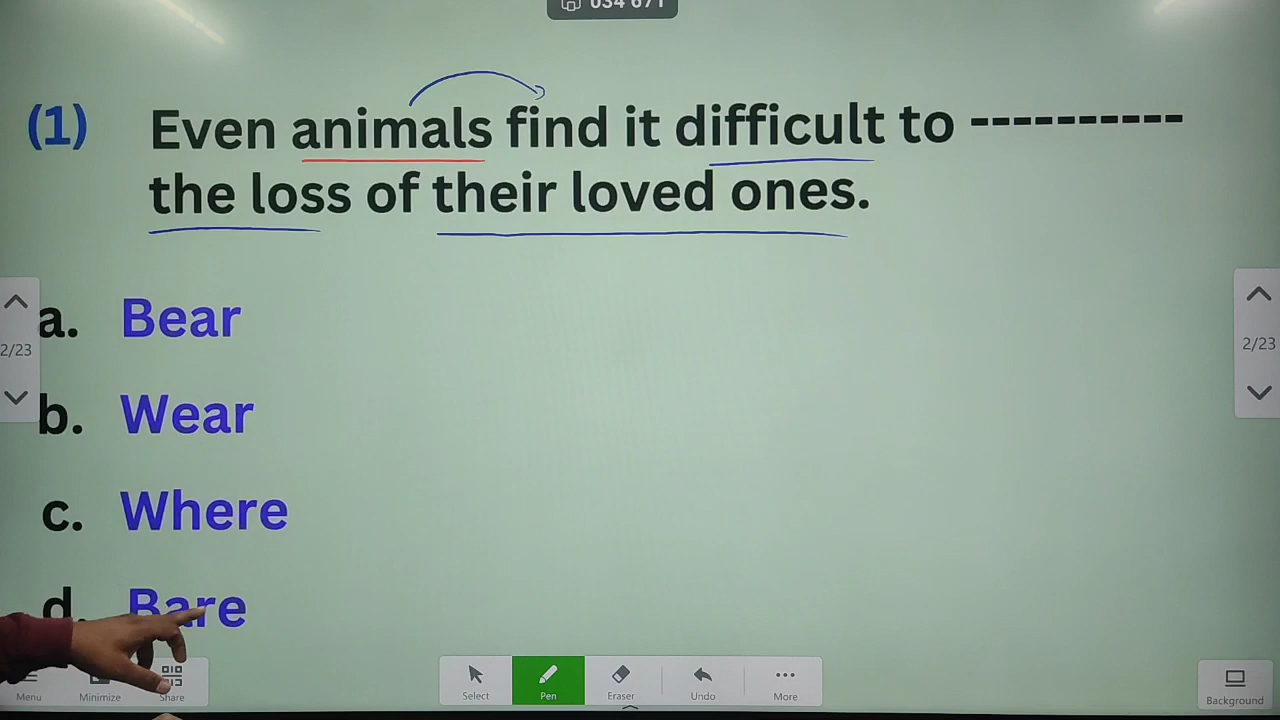 034 671
(1) Even animals find it difficult to ----------
the loss of their loved ones.
a. Bear
2/23
2/23
b. Wear
c. Where
d. Bare
Menu Minimize Share Select Pen Eraser Undo More Background